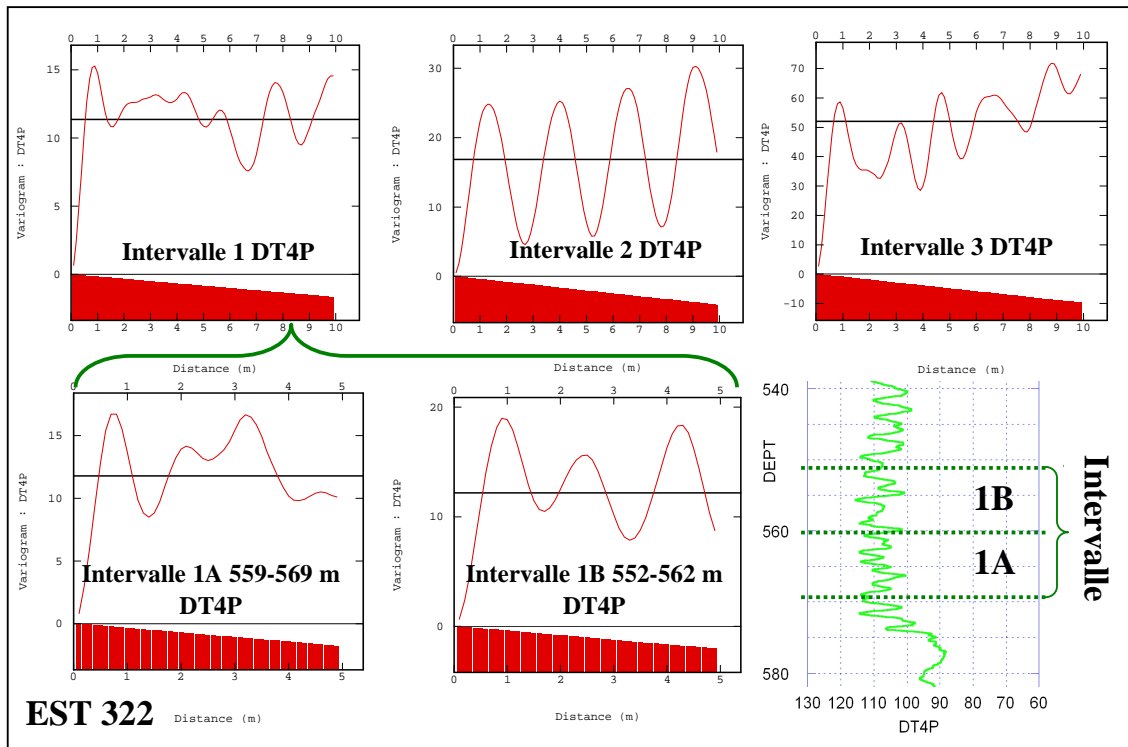 0 1 2 3 4 5 6 7 8 9 10
15
10
5
0
Variogram : DT4P
Intervalle 1 DT4P
0 1 2 3 4 5 6 7 8 9 10
Distance (m)
0 1 2 3 4 5 6 7 8 9 10
30
20
10
0
Variogram : DT4P
Intervalle 2 DT4P
0 1 2 3 4 5 6 7 8 9 10
Distance (m)
0 1 2 3 4 5 6 7 8 9 10
70
60
50
40
30
20
10
0
-10
Variogram : DT4P
Intervalle 3 DT4P
0 1 2 3 4 5 6 7 8 9 10
Distance (m)
0 1 2 3 4 5
15
10
5
0
Variogram : DT4P
Intervalle 1A 559-569 m
DT4P
0 1 2 3 4 5
Distance (m)
0 1 2 3 4 5
20
10
0
Variogram : DT4P
Intervalle 1B 552-562 m
DT4P
0 1 2 3 4 5
Distance (m)
540
560
580
DEPT
1B
1A
Intervalle
130 120 110 100 90 80 70 60
DT4P
EST 322